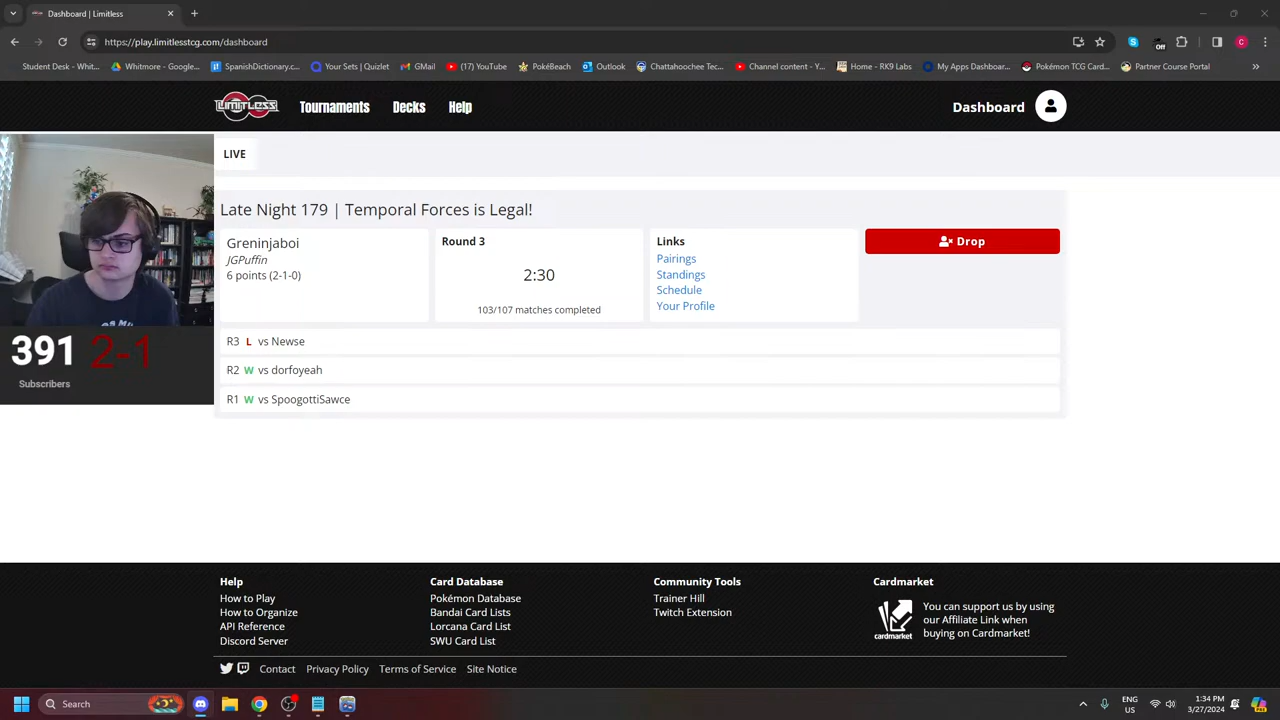 Dashboard | Limitless
https://play.limitlesstcg.com/dashboard
Student Desk - Whit...
Whitmore - Google...
SpanishDictionary.c...
Your Sets | Quizlet
GMail
(17) YouTube
PokéBeach
Outlook
Chattahoochee Tec...
Channel content - Y...
Home - RK9 Labs
My Apps Dashboar...
Pokémon TCG Card...
Partner Course Portal
LIMITLESS
Tournaments
Decks
Help
Dashboard
LIVE
Late Night 179 | Temporal Forces is Legal!
Greninjaboi
JGPuffin
6 points (2-1-0)
Round 3
2:30
103/107 matches completed
Links
Pairings
Standings
Schedule
Your Profile
Drop
R3 L vs Newse
R2 W vs dorfoyeah
R1 W vs SpoogottiSawce
391 2-1
Subscribers
Help
How to Play
How to Organize
API Reference
Discord Server
Card Database
Pokémon Database
Bandai Card Lists
Lorcana Card List
SWU Card List
Community Tools
Trainer Hill
Twitch Extension
Cardmarket
cardmarket
You can support us by using
our Affiliate Link when
buying on Cardmarket!
Contact
Privacy Policy
Terms of Service
Site Notice
Search
ENG
US
1:34 PM
3/27/2024